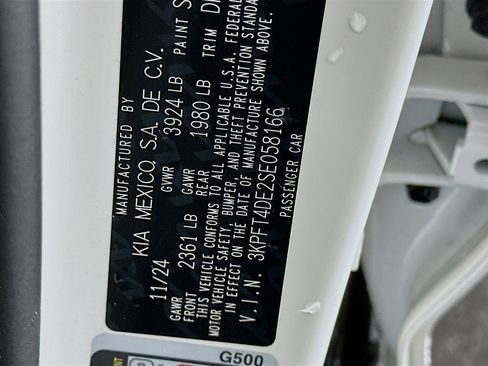 MANUFACTURED BY
KIA MEXICO, S.A. DE C.V.
11/24 GVWR 3924 LB PAINT S
GAWR FRONT 2361 LB GAWR REAR 1980 LB TRIM
THIS VEHICLE CONFORMS TO ALL APPLICABLE U.S.A. FEDERAL
MOTOR VEHICLE SAFETY, BUMPER, AND THEFT PREVENTION STANDARDS
IN EFFECT ON THE DATE OF MANUFACTURE SHOWN ABOVE.
V.I.N. 3KPFT4DE2SE058166
PASSENGER CAR
G500